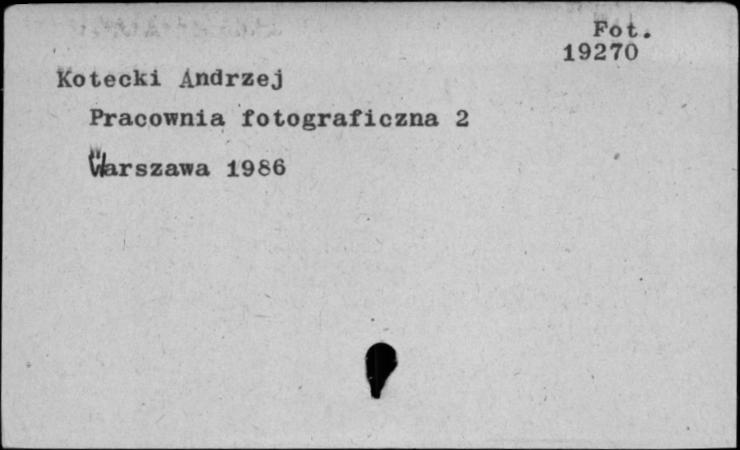 Fot.
19270
Kotecki Andrzej
Pracownia fotograficzna 2
Warszawa 1986